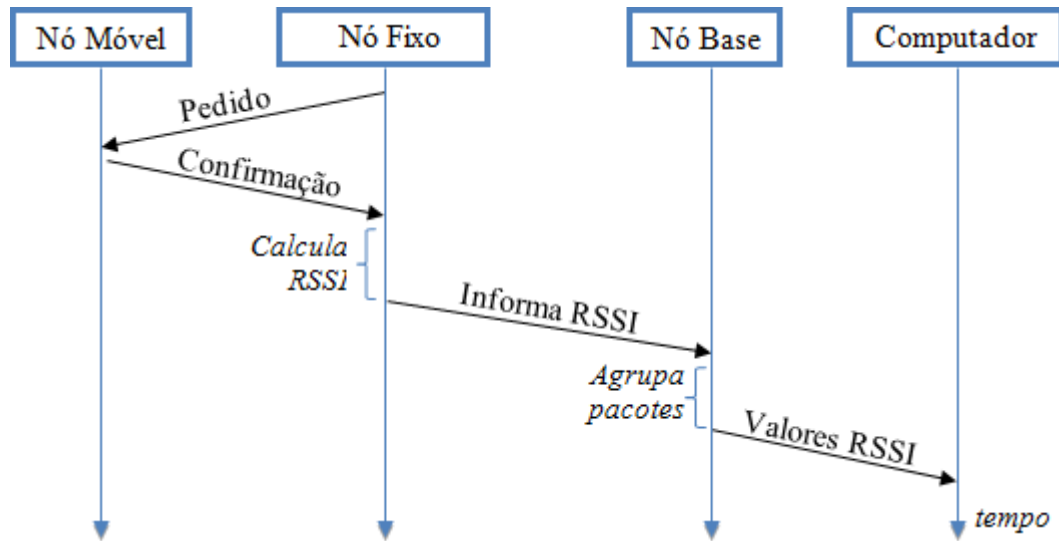 Nó Móvel
Nó Fixo
Nó Base
Computador
Pedido
Confirmação
Calcula
RSSI
Informa RSSI
Agrupa
pacotes
Valores RSSI
tempo